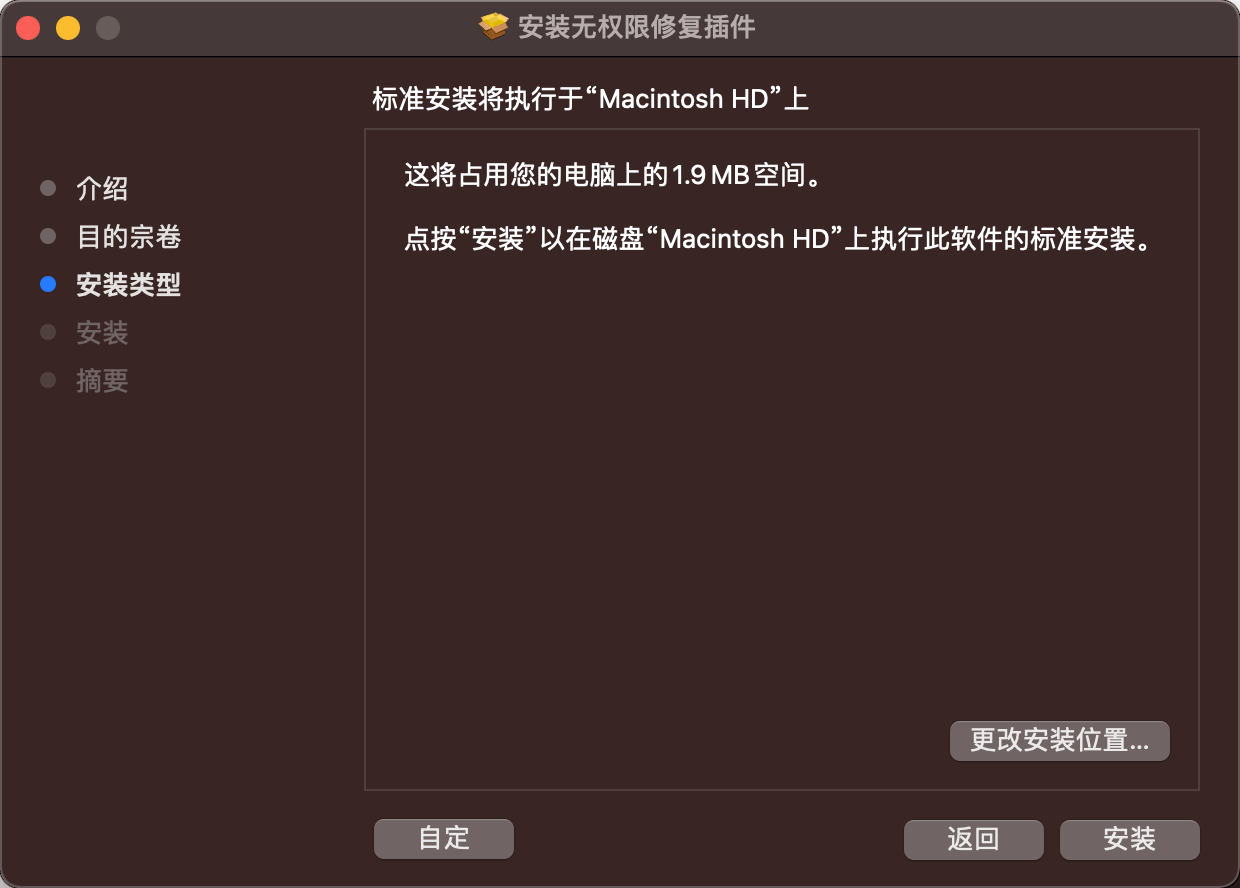 安装无权限修复插件
标准安装将执行于“Macintosh HD”上
介绍
目的宗卷
安装类型
安装
摘要
这将占用您的电脑上的1.9 MB空间。
点按“安装”以在磁盘“Macintosh HD”上执行此软件的标准安装。
更改安装位置...
自定
返回
安装